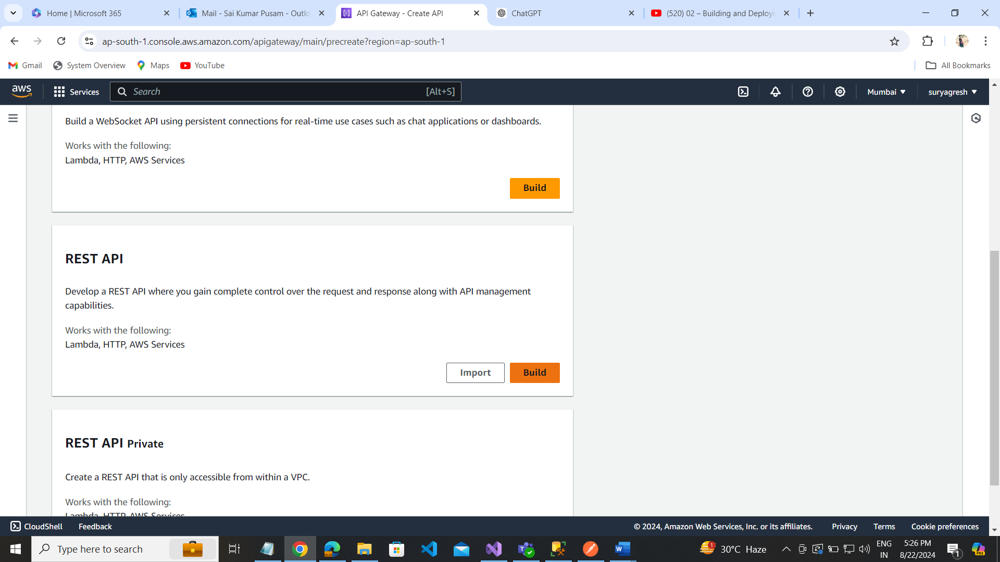 Home | Microsoft 365
Mail - Sai Kumar Pusam - Outlo
API Gateway - Create API
ChatGPT
(520) 02 – Building and Deployi
ap-south-1.console.aws.amazon.com/apigateway/main/precreate?region=ap-south-1
Gmail
System Overview
Maps
YouTube
All Bookmarks
aws
Services
Search
[Alt+S]
Mumbai
suryagresh
Build a WebSocket API using persistent connections for real-time use cases such as chat applications or dashboards.
Works with the following:
Lambda, HTTP, AWS Services
Build
REST API
Develop a REST API where you gain complete control over the request and response along with API management
capabilities.
Works with the following:
Lambda, HTTP, AWS Services
Import
Build
REST API Private
Create a REST API that is only accessible from within a VPC.
Works with the following:
Lambda, HTTP, AWS Services
CloudShell
Feedback
© 2024, Amazon Web Services, Inc. or its affiliates.
Privacy
Terms
Cookie preferences
Type here to search
1
30°C Haze
ENG
IN
5:26 PM
8/22/2024
1
PRE